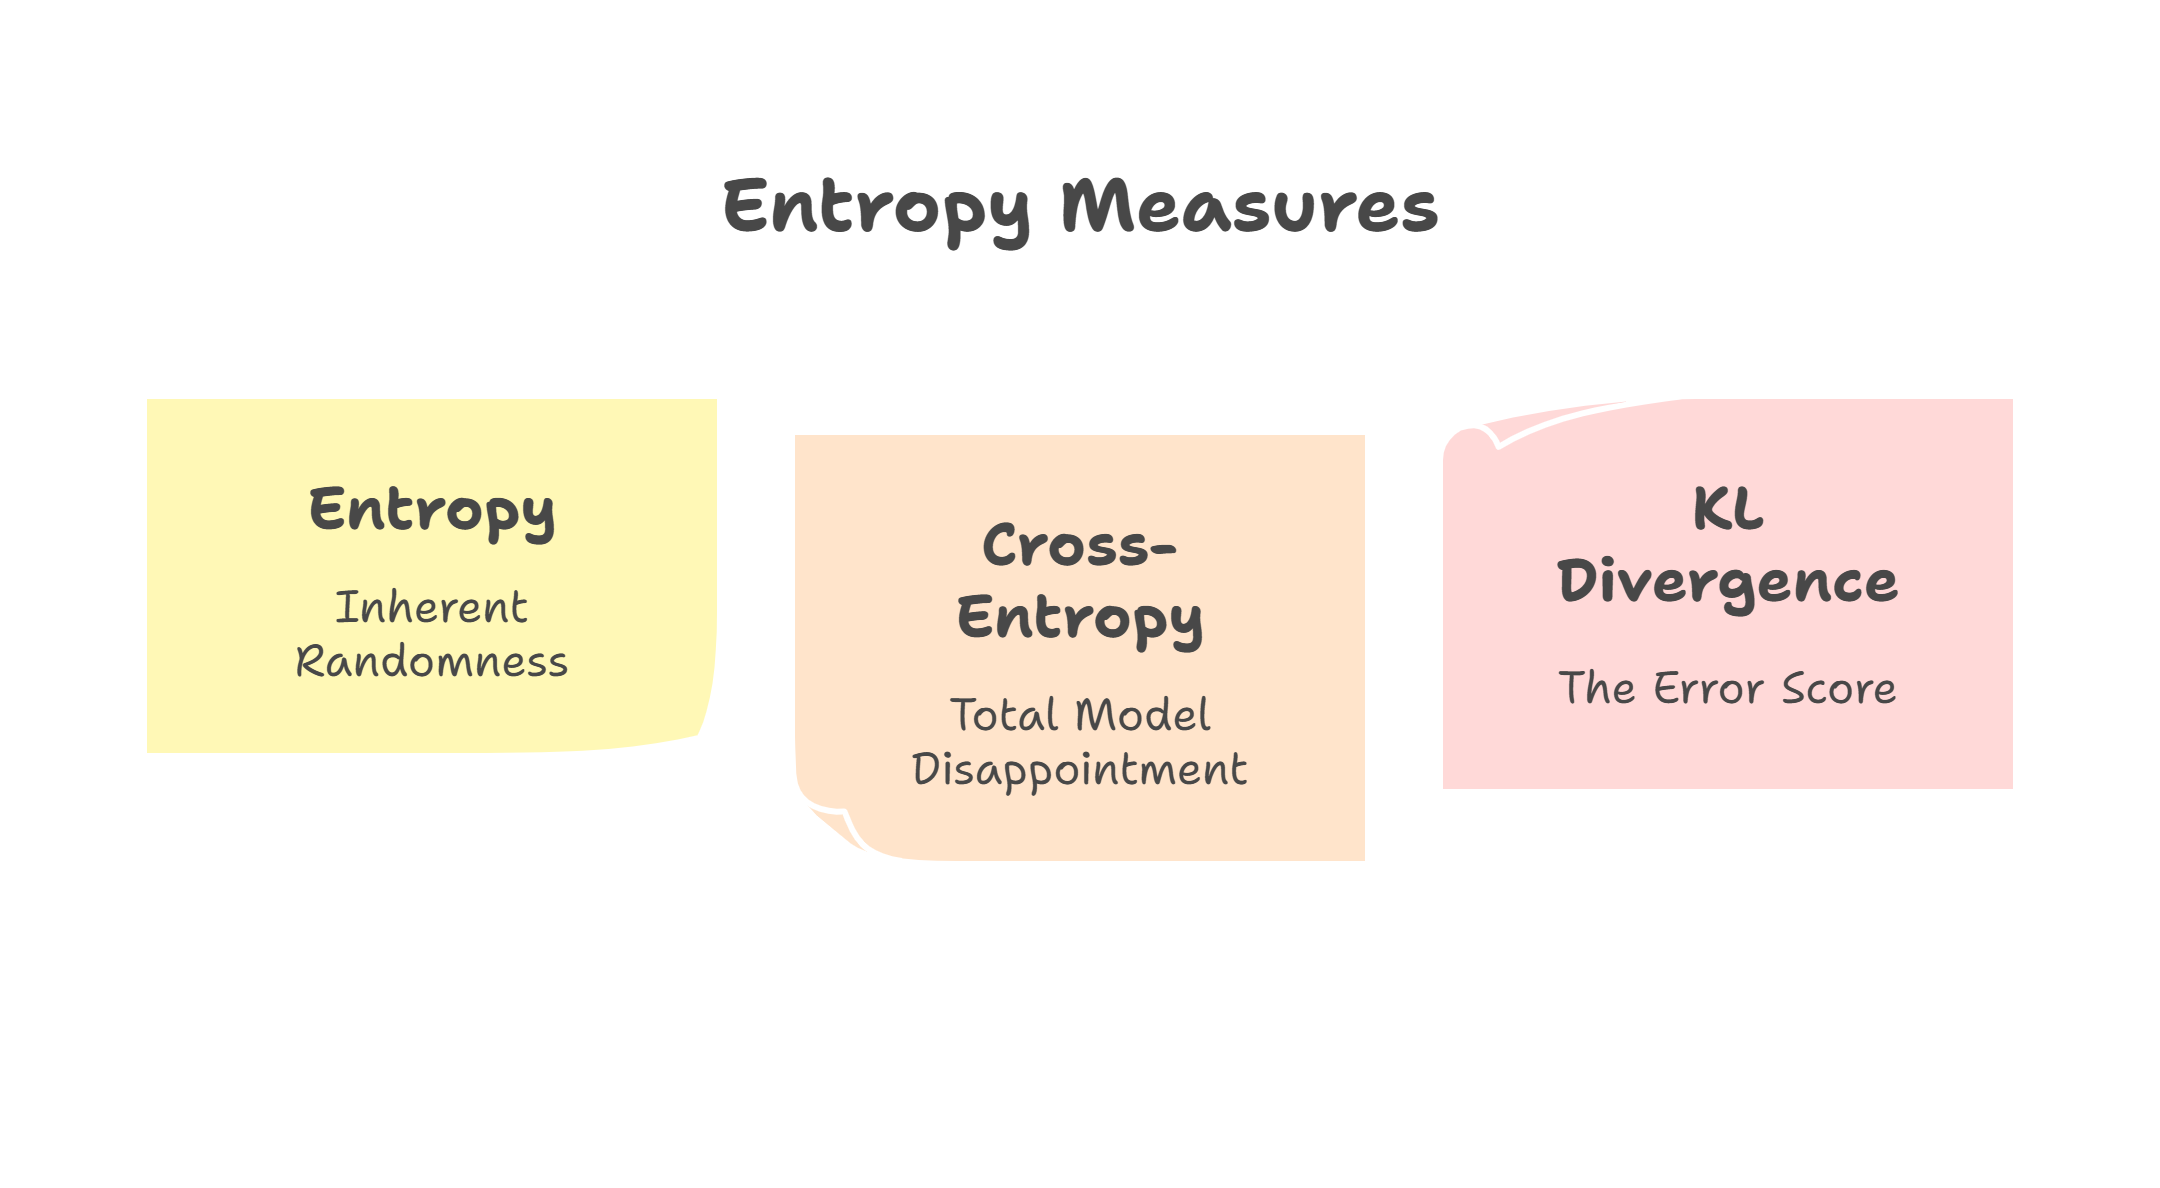 Entropy Measures
Entropy
Inherent
Randomness
Cross-
Entropy
Total Model
Disappointment
KL
Divergence
The Error Score